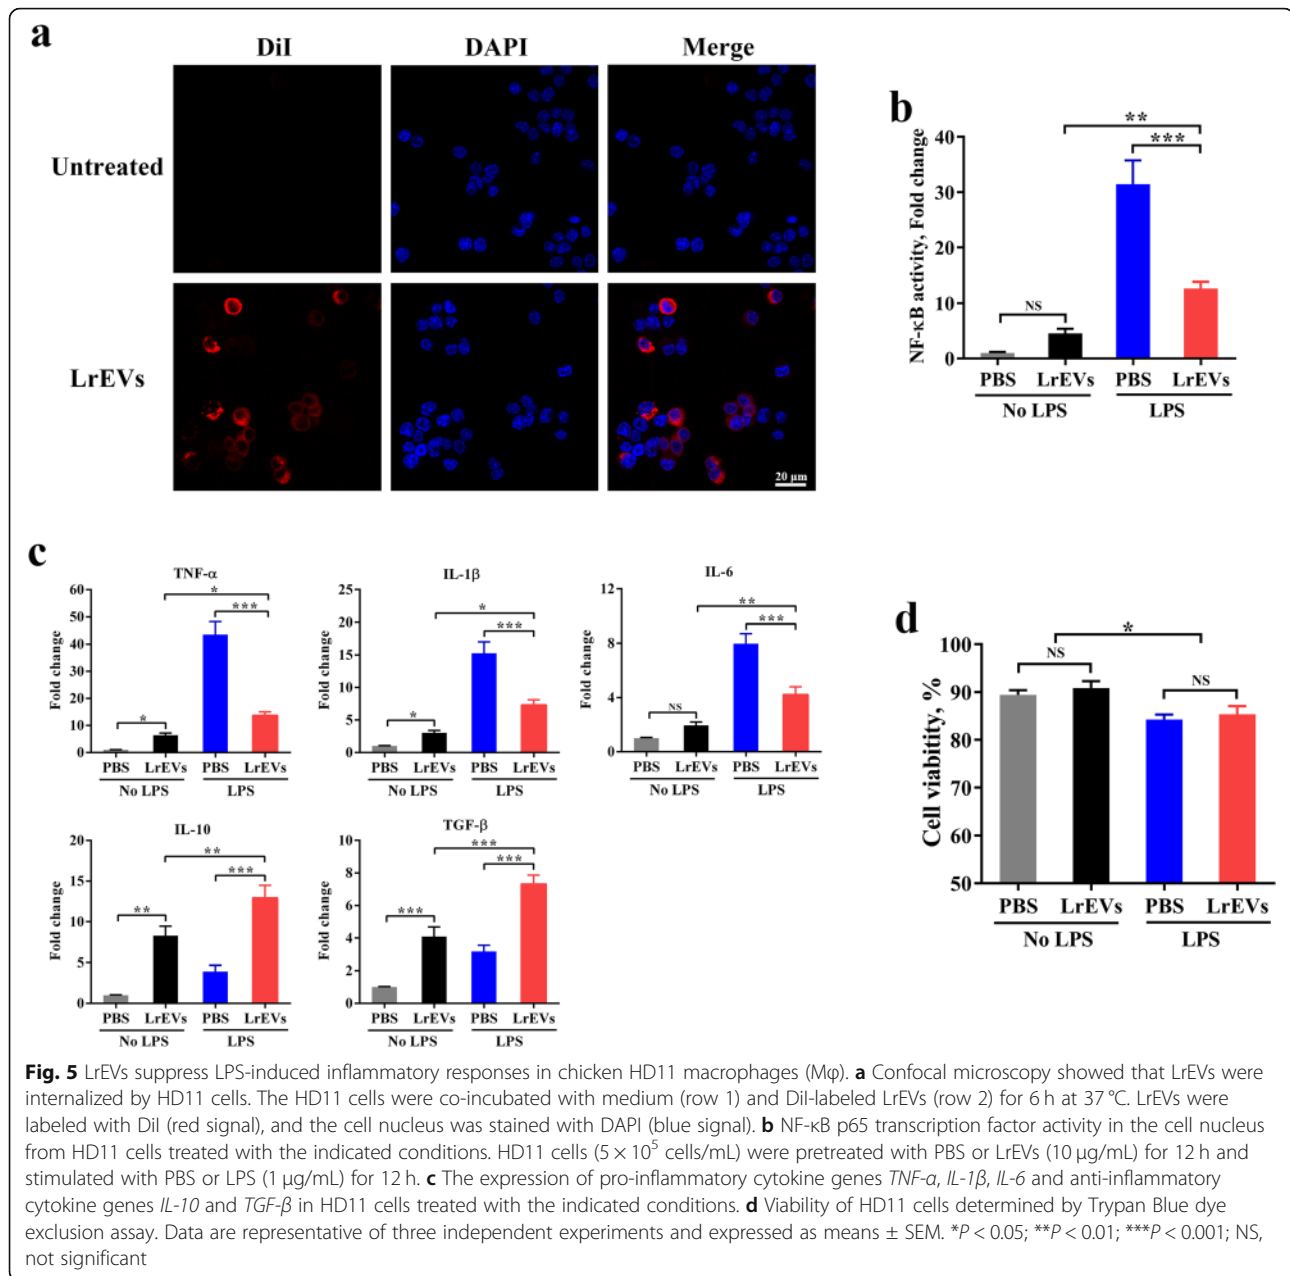 a
DiI
DAPI
Merge
Untreated
LrEVs
20 µm
b
NF-κB activity, Fold change
40
30
20
10
0
NS
**
***
PBS
LrEVs
PBS
LrEVs
No LPS
LPS
c
TNF-α
Fold change
60
50
40
30
20
10
0
*
*
***
PBS
LrEVs
PBS
LrEVs
No LPS
LPS
IL-1β
Fold change
25
20
15
10
5
0
*
*
***
PBS
LrEVs
PBS
LrEVs
No LPS
LPS
IL-6
Fold change
12
8
4
0
NS
**
***
PBS
LrEVs
PBS
LrEVs
No LPS
LPS
IL-10
Fold change
20
15
10
5
0
**
**
***
PBS
LrEVs
PBS
LrEVs
No LPS
LPS
TGF-β
Fold change
10
8
6
4
2
0
***
***
***
PBS
LrEVs
PBS
LrEVs
No LPS
LPS
d
Cell viabitity, %
100
90
80
70
60
50
NS
*
NS
PBS
LrEVs
PBS
LrEVs
No LPS
LPS
Fig. 5 LrEVs suppress LPS-induced inflammatory responses in chicken HD11 macrophages (Mφ). a Confocal microscopy showed that LrEVs were
internalized by HD11 cells. The HD11 cells were co-incubated with medium (row 1) and DiI-labeled LrEVs (row 2) for 6 h at 37 °C. LrEVs were
labeled with DiI (red signal), and the cell nucleus was stained with DAPI (blue signal). b NF-κB p65 transcription factor activity in the cell nucleus
from HD11 cells treated with the indicated conditions. HD11 cells (5 × 10⁵ cells/mL) were pretreated with PBS or LrEVs (10 µg/mL) for 12 h and
stimulated with PBS or LPS (1 µg/mL) for 12 h. c The expression of pro-inflammatory cytokine genes TNF-α, IL-1β, IL-6 and anti-inflammatory
cytokine genes IL-10 and TGF-β in HD11 cells treated with the indicated conditions. d Viability of HD11 cells determined by Trypan Blue dye
exclusion assay. Data are representative of three independent experiments and expressed as means ± SEM. *P < 0.05; **P < 0.01; ***P < 0.001; NS,
not significant